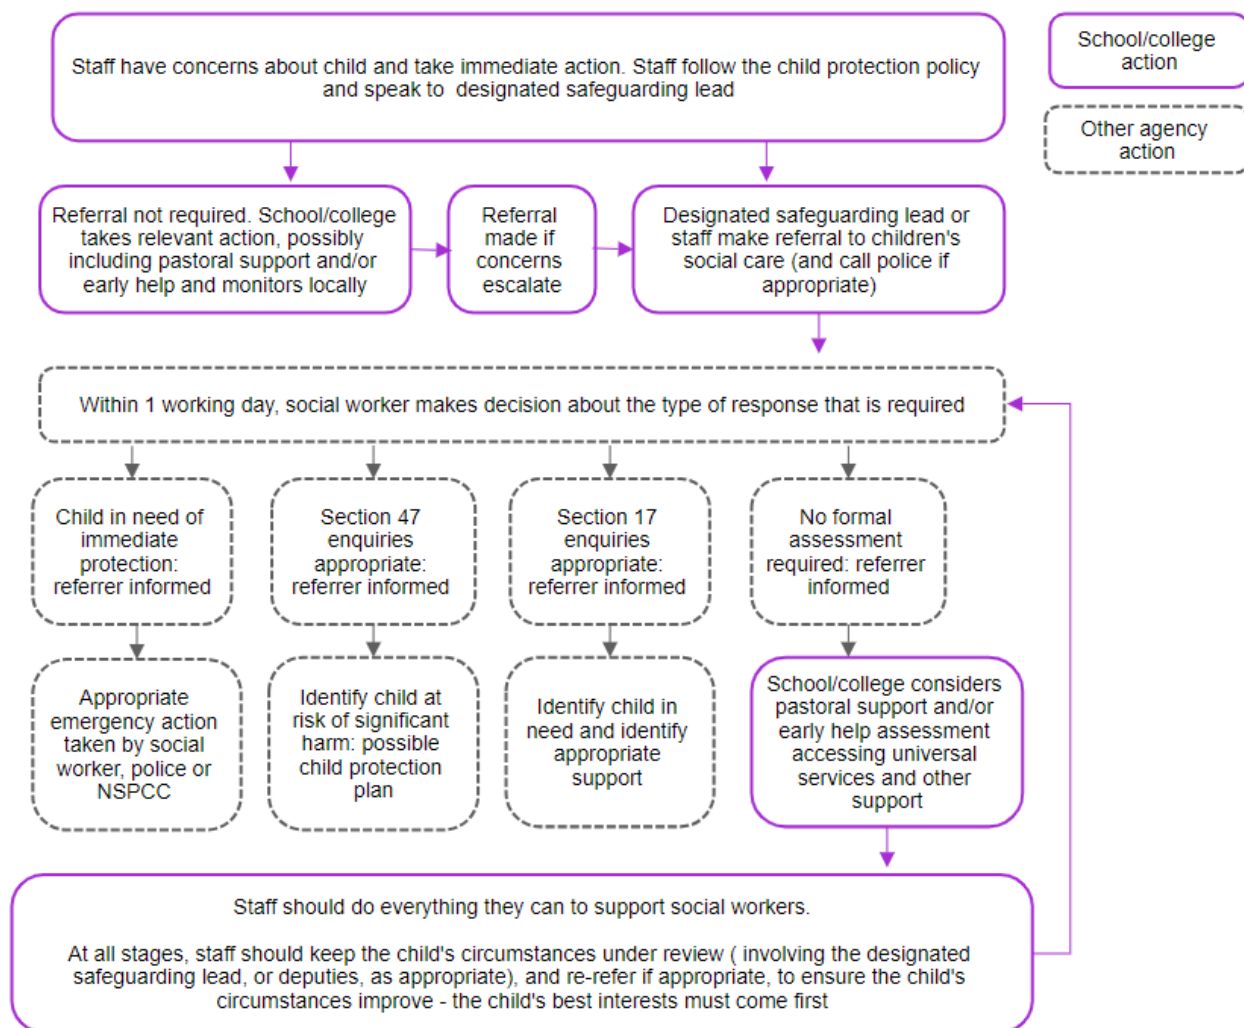 Staff have concerns about child and take immediate action. Staff follow the child protection policy
and speak to  designated safeguarding lead
School/college
action
Other agency
action
Referral not required. School/college
takes relevant action, possibly
including pastoral support and/or
early help and monitors locally
Referral
made if
concerns
escalate
Designated safeguarding lead or
staff make referral to children's
social care (and call police if
appropriate)
Within 1 working day, social worker makes decision about the type of response that is required
Child in need of
immediate
protection:
referrer informed
Section 47
enquiries
appropriate:
referrer informed
Section 17
enquiries
appropriate:
referrer informed
No formal
assessment
required: referrer
informed
Appropriate
emergency action
taken by social
worker, police or
NSPCC
Identify child at
risk of significant
harm: possible
child protection
plan
Identify child in
need and identify
appropriate
support
School/college considers
pastoral support and/or
early help assessment
accessing universal
services and other
support
Staff should do everything they can to support social workers.
At all stages, staff should keep the child's circumstances under review ( involving the designated
safeguarding lead, or deputies, as appropriate), and re-refer if appropriate, to ensure the child's
circumstances improve - the child's best interests must come first